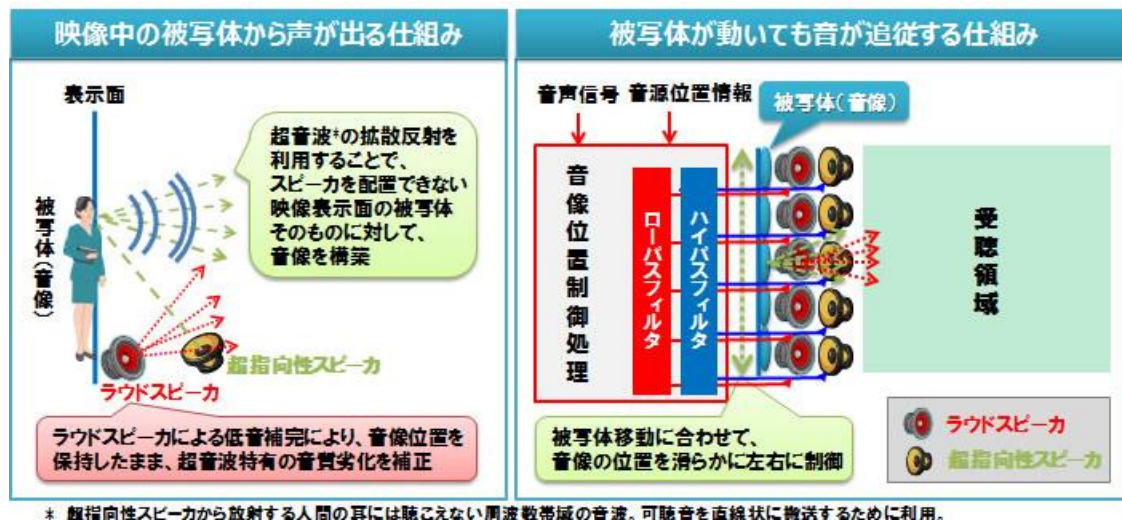 映像中の被写体から声が出る仕組み
表示面
被写体(音像)
超音波*の拡散反射を
利用することで、
スピーカを配置できない
映像表示面の被写体
そのものに対して、
音像を構築
超指向性スピーカ
ラウドスピーカ
ラウドスピーカによる低音補完により、音像位置を
保持したまま、超音波特有の音質劣化を補正
被写体が動いても音が追従する仕組み
音声信号 音源位置情報
被写体(音像)
音像位置制御処理
ローパスフィルタ
ハイパスフィルタ
受聴領域
被写体移動に合わせて、
音像の位置を滑らかに左右に制御
ラウドスピーカ
超指向性スピーカ
* 超指向性スピーカから放射する人間の耳には聴こえない周波数帯域の音波。可聴音を直線状に搬送するために利用。